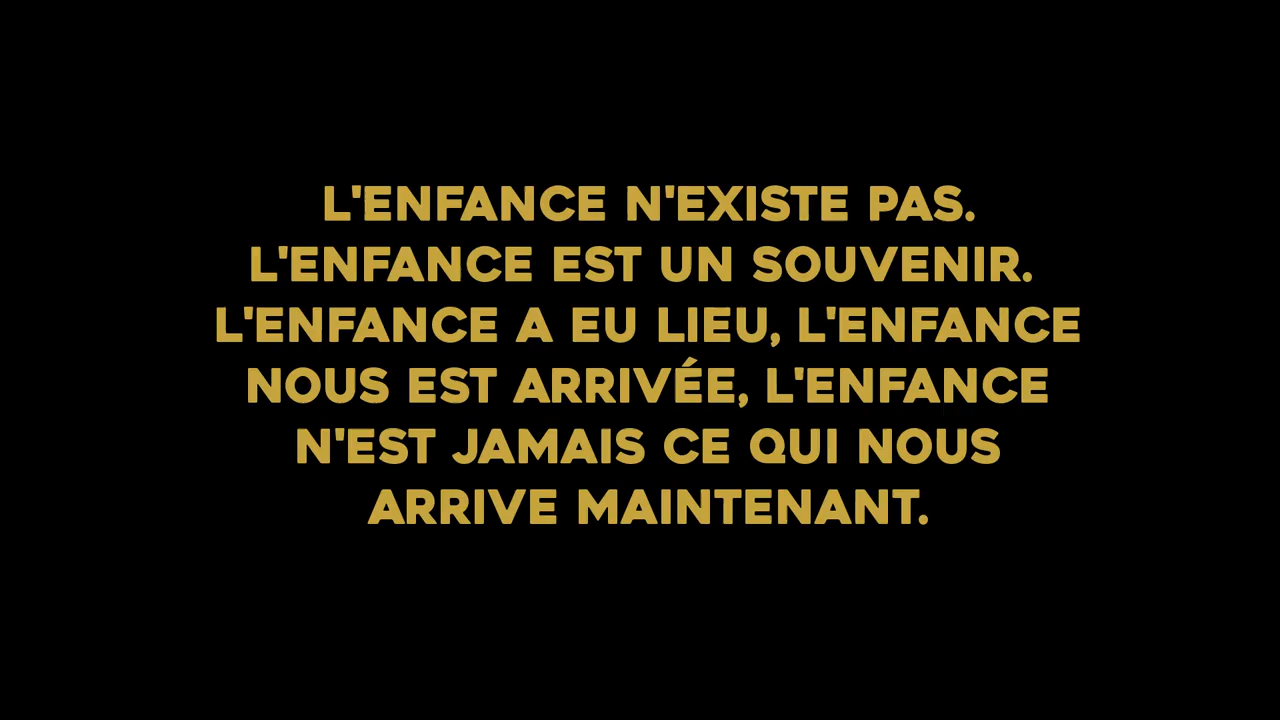 L'ENFANCE N'EXISTE PAS.
L'ENFANCE EST UN SOUVENIR.
L'ENFANCE A EU LIEU, L'ENFANCE
NOUS EST ARRIVÉE, L'ENFANCE
N'EST JAMAIS CE QUI NOUS
ARRIVE MAINTENANT.